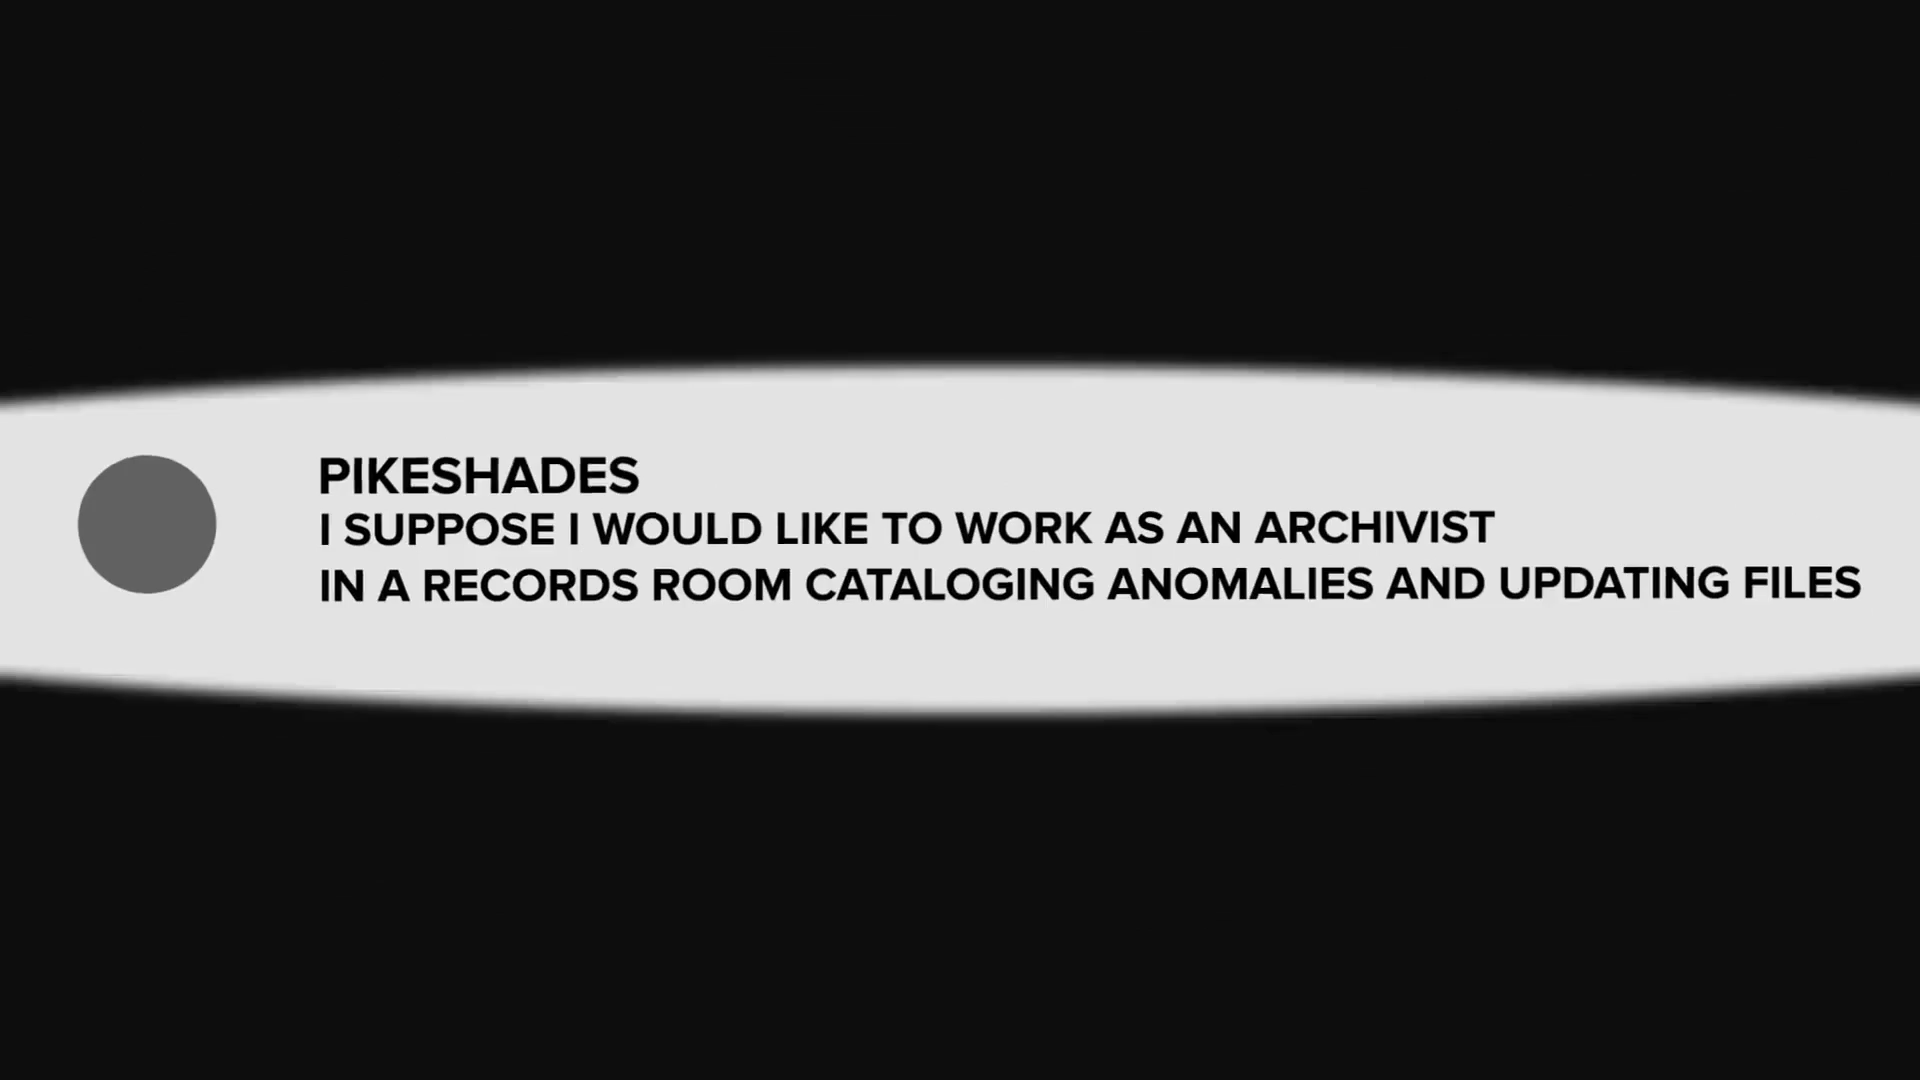 PIKESHADES
I SUPPOSE I WOULD LIKE TO WORK AS AN ARCHIVIST
IN A RECORDS ROOM CATALOGING ANOMALIES AND UPDATING FILES